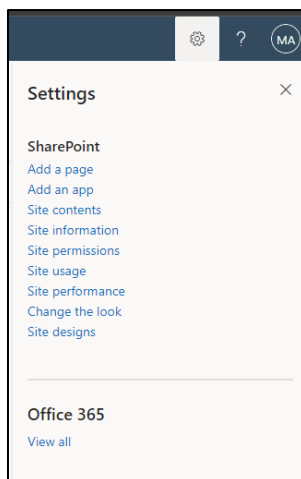 ?
MA
Settings
SharePoint
Add a page
Add an app
Site contents
Site information
Site permissions
Site usage
Site performance
Change the look
Site designs
Office 365
View all